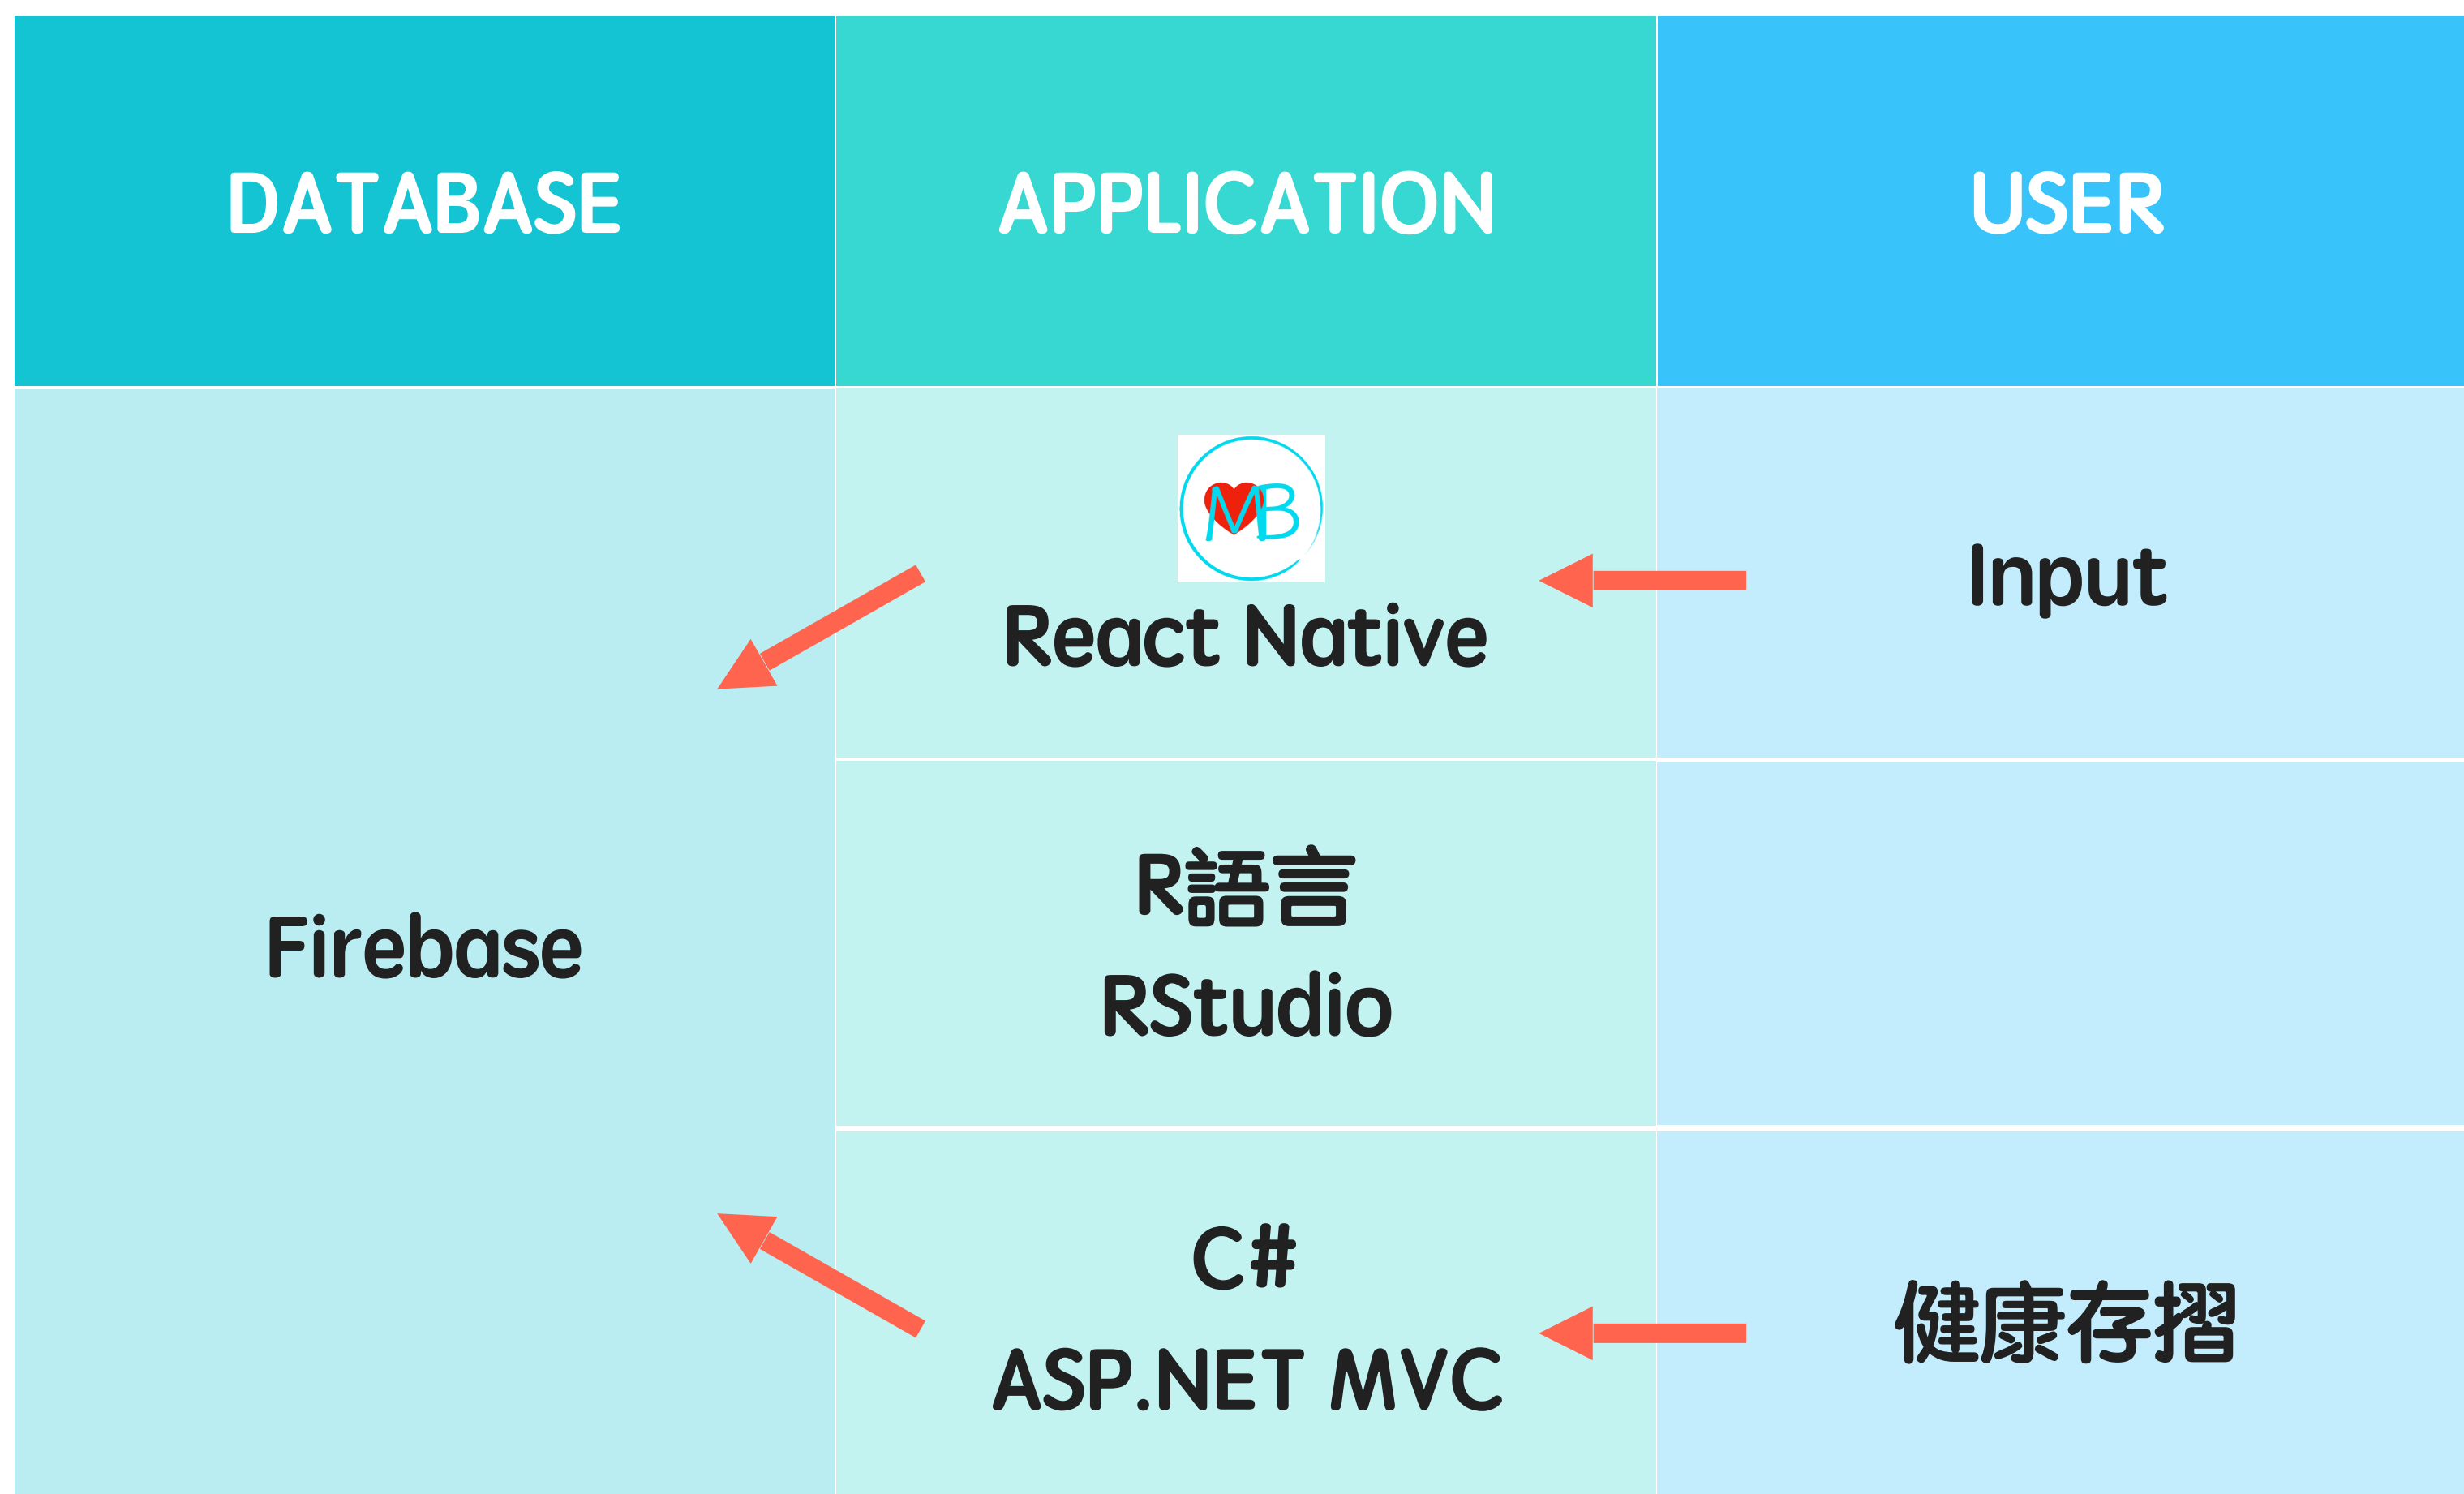 DATABASE
APPLICATION
USER
MB
React Native
Input
Firebase
R語言
RStudio
C#
ASP.NET MVC
健康存摺